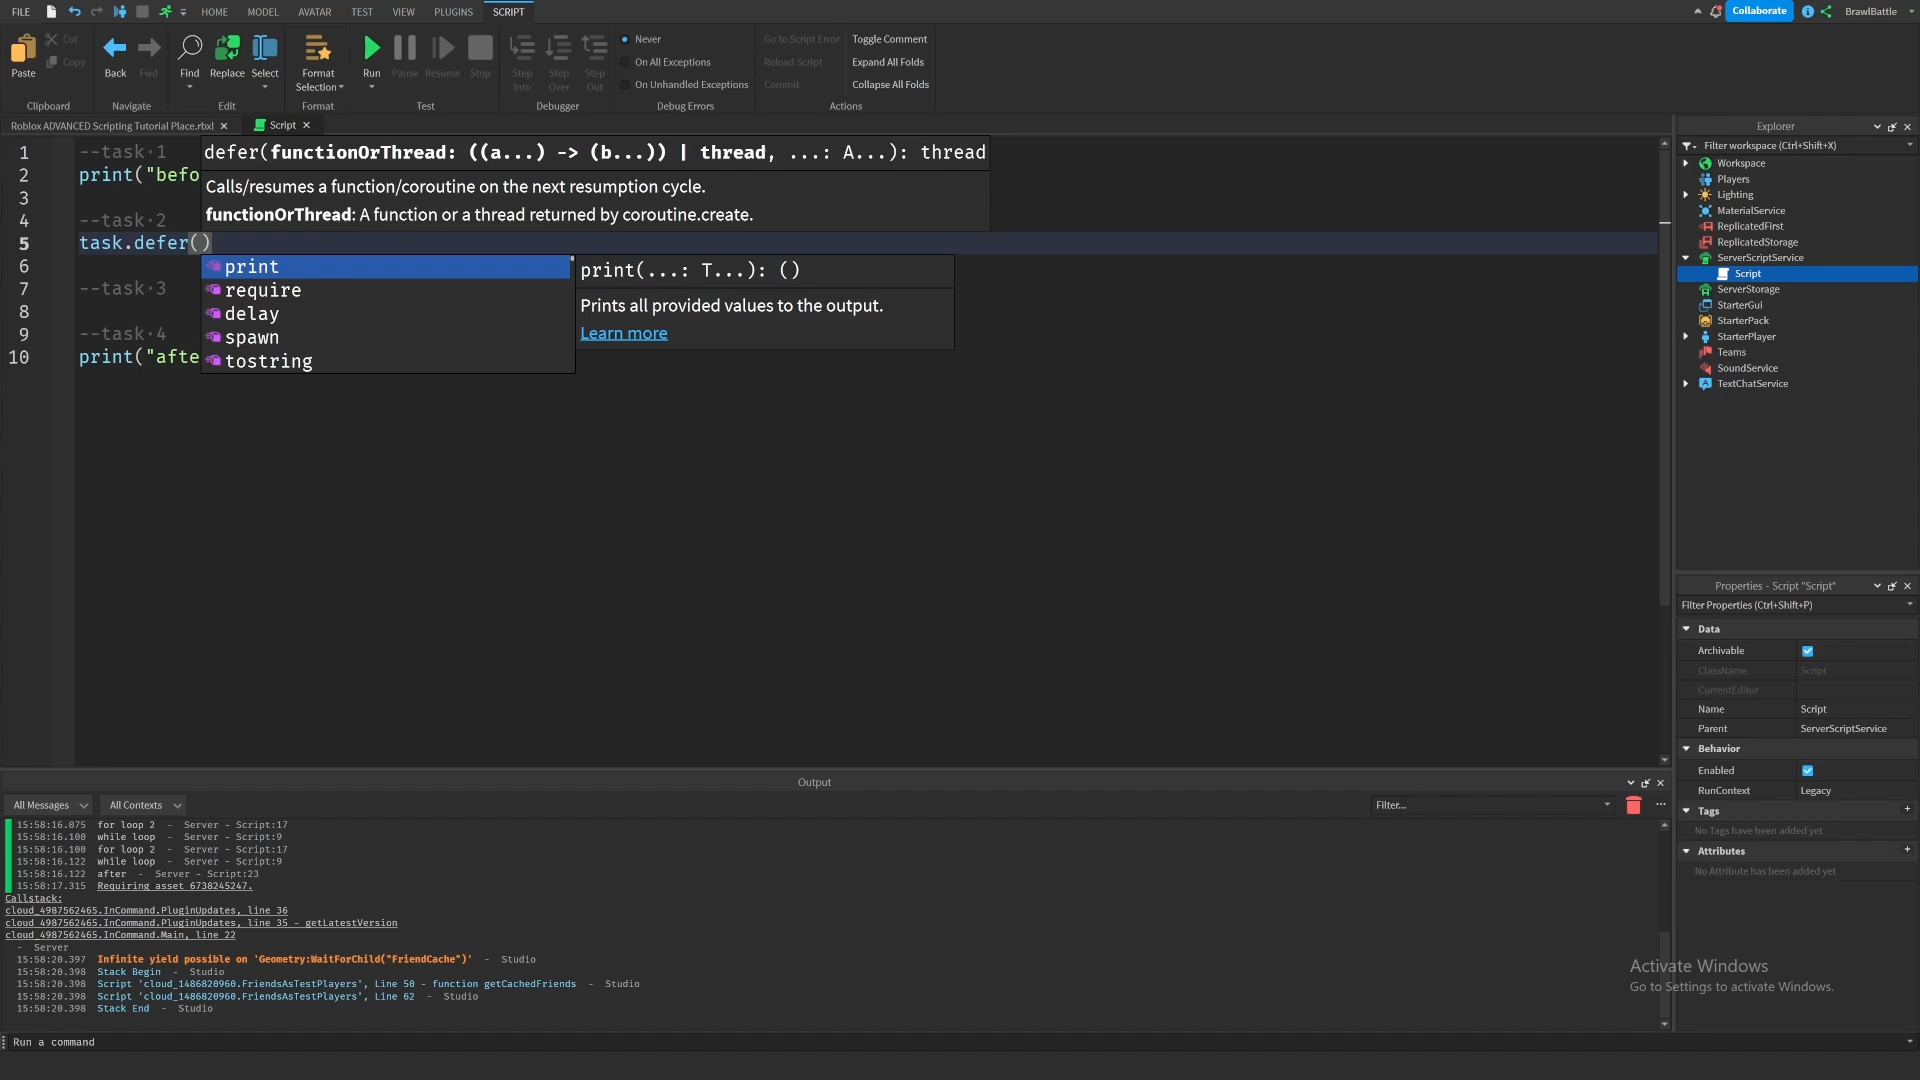 FILE HOME MODEL AVATAR TEST VIEW PLUGINS SCRIPT Collaborate BrawlBattle
Paste Cut Copy Back Fwd Find Replace Select Format Selection Run Pause Resume Stop Step Into Step Over Step Out
Never
On All Exceptions
On Unhandled Exceptions
Go to Script Error
Reload Script
Commit
Toggle Comment
Expand All Folds
Collapse All Folds
Clipboard Navigate Edit Format Test Debugger Debug Errors Actions
Roblox ADVANCED Scripting Tutorial Place.rbxl Script
1 --task·1
2 print("befo
3
4 --task·2
5 task.defer()
6
7 --task·3
8
9 --task·4
10 print("afte
defer(functionOrThread: ((a...) -> (b...)) | thread, ...: A...): thread
Calls/resumes a function/coroutine on the next resumption cycle.
functionOrThread: A function or a thread returned by coroutine.create.
print
require
delay
spawn
tostring
print(...: T...): ()
Prints all provided values to the output.
Learn more
Explorer
Filter workspace (Ctrl+Shift+X)
Workspace
Players
Lighting
MaterialService
ReplicatedFirst
ReplicatedStorage
ServerScriptService
Script
ServerStorage
StarterGui
StarterPack
StarterPlayer
Teams
SoundService
TextChatService
Properties - Script "Script"
Filter Properties (Ctrl+Shift+P)
Data
Archivable
ClassName Script
CurrentEditor
Name Script
Parent ServerScriptService
Behavior
Enabled
RunContext Legacy
Tags
No Tags have been added yet
Attributes
No Attribute has been added yet
Output
All Messages All Contexts Filter...
15:58:16.075 for loop 2 - Server - Script:17
15:58:16.100 while loop - Server - Script:9
15:58:16.100 for loop 2 - Server - Script:17
15:58:16.122 while loop - Server - Script:9
15:58:16.122 after - Server - Script:23
15:58:17.315 Requiring asset 6738245247.
Callstack:
cloud_4987562465.InCommand.PluginUpdates, line 36
cloud_4987562465.InCommand.PluginUpdates, line 35 - getLatestVersion
cloud_4987562465.InCommand.Main, line 22
- Server
15:58:20.397 Infinite yield possible on 'Geometry:WaitForChild("FriendCache")' - Studio
15:58:20.398 Stack Begin - Studio
15:58:20.398 Script 'cloud_1486820960.FriendsAsTestPlayers', Line 50 - function getCachedFriends - Studio
15:58:20.398 Script 'cloud_1486820960.FriendsAsTestPlayers', Line 62 - Studio
15:58:20.398 Stack End - Studio
Activate Windows
Go to Settings to activate Windows.
Run a command